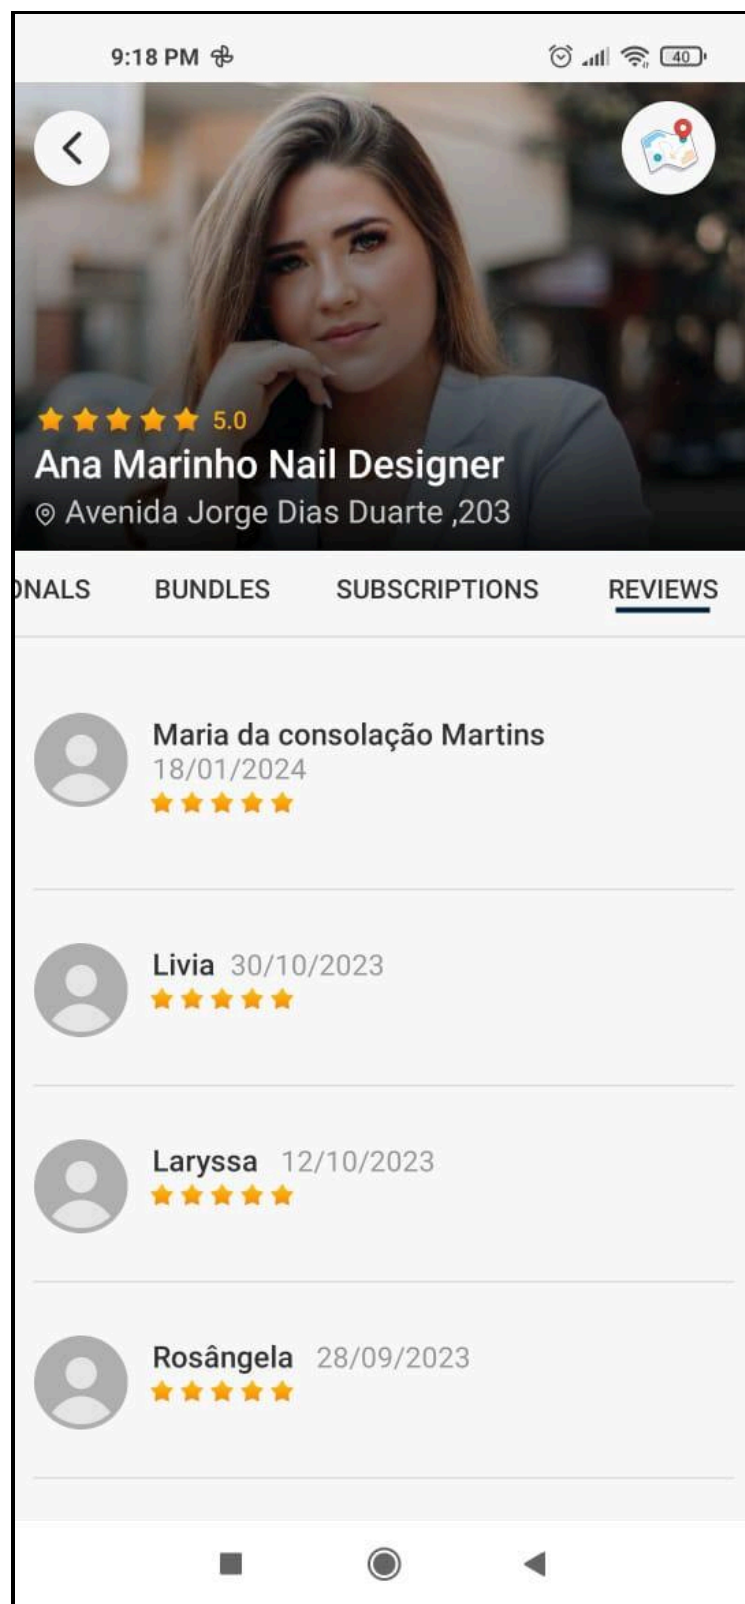 9:18 PM
40
5.0
Ana Marinho Nail Designer
Avenida Jorge Dias Duarte ,203
ONALS BUNDLES SUBSCRIPTIONS REVIEWS
Maria da consolação Martins
18/01/2024
Livia 30/10/2023
Laryssa 12/10/2023
Rosângela 28/09/2023